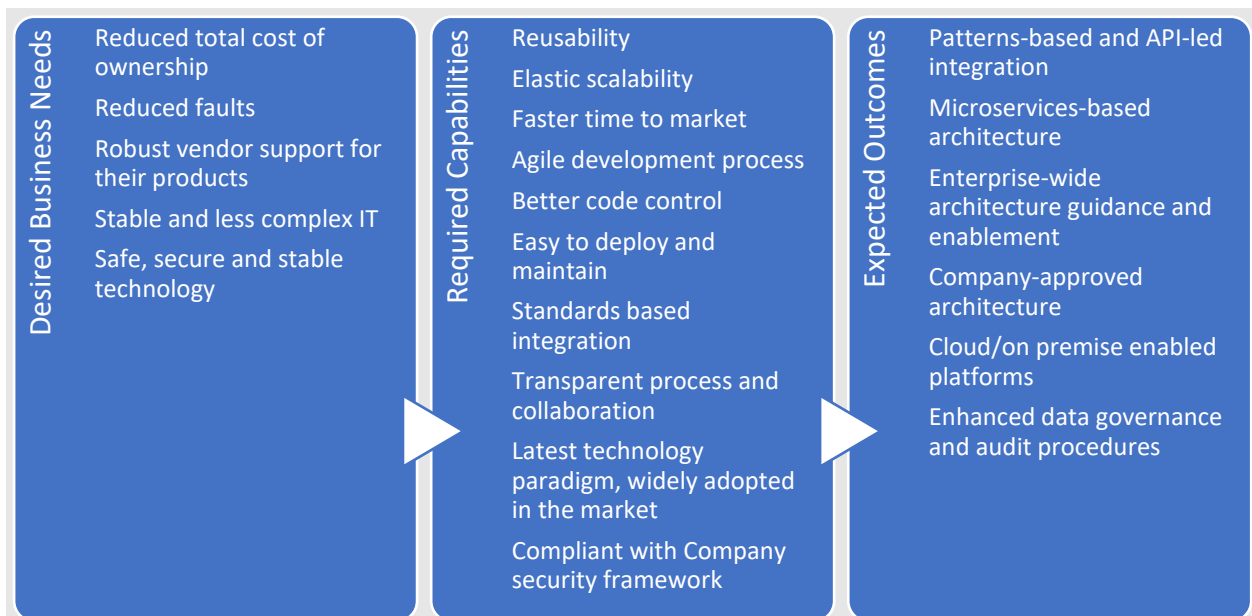 Desired Business Needs
Reduced total cost of
ownership
Reduced faults
Robust vendor support for
their products
Stable and less complex IT
Safe, secure and stable
technology
Required Capabilities
Reusability
Elastic scalability
Faster time to market
Agile development process
Better code control
Easy to deploy and
maintain
Standards based
integration
Transparent process and
collaboration
Latest technology
paradigm, widely adopted
in the market
Compliant with Company
security framework
Expected Outcomes
Patterns-based and API-led
integration
Microservices-based
architecture
Enterprise-wide
architecture guidance and
enablement
Company-approved
architecture
Cloud/on premise enabled
platforms
Enhanced data governance
and audit procedures